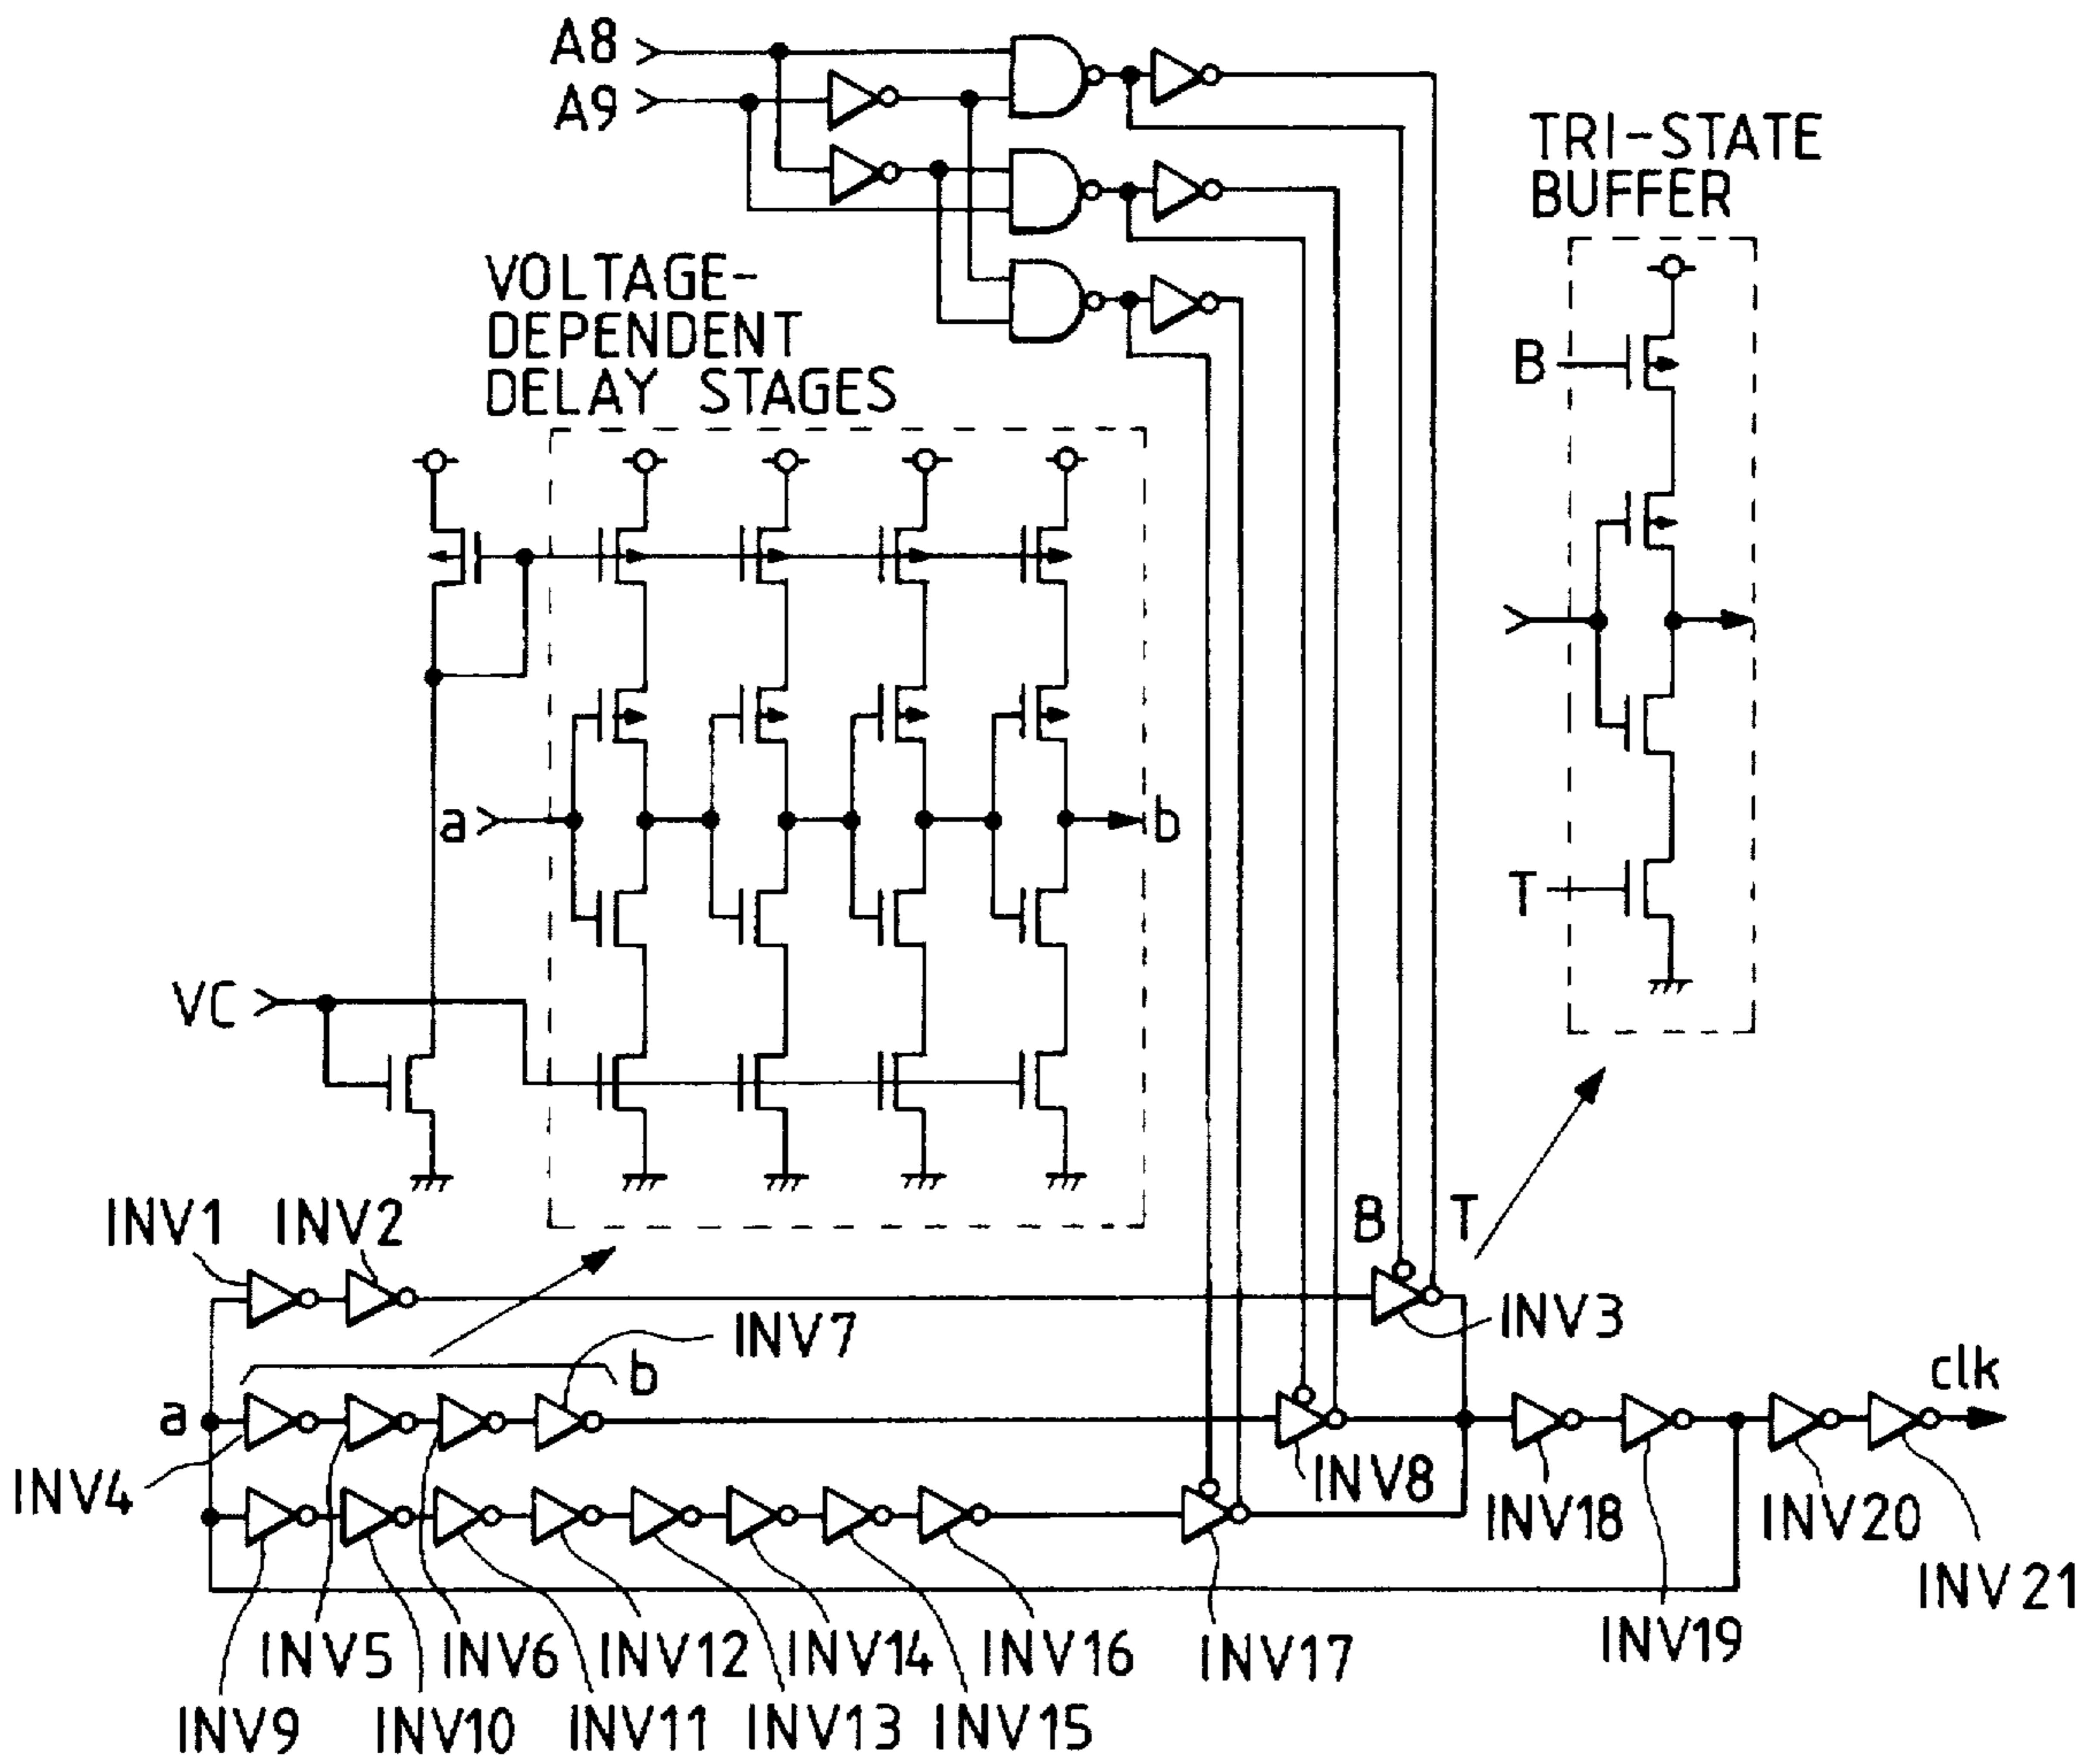 A8
A9
TRI-STATE
BUFFER
VOLTAGE-
DEPENDENT
DELAY STAGES
B
a
b
T
VC
INV1
INV2
B
T
INV3
INV7
b
clk
a
INV4
INV8
INV18
INV20
INV21
INV5
INV6
INV12
INV14
INV16
INV17
INV19
INV9
INV10
INV11
INV13
INV15